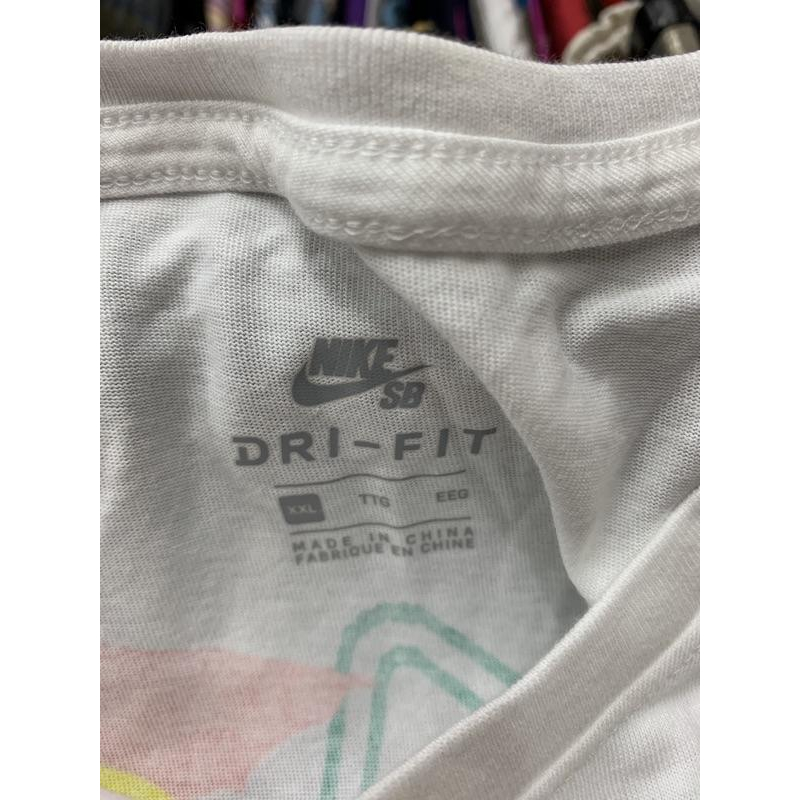 NIKE
SB
DRI-FIT
XXL TTG EEG
MADE IN CHINA
FABRIQUE EN CHINE